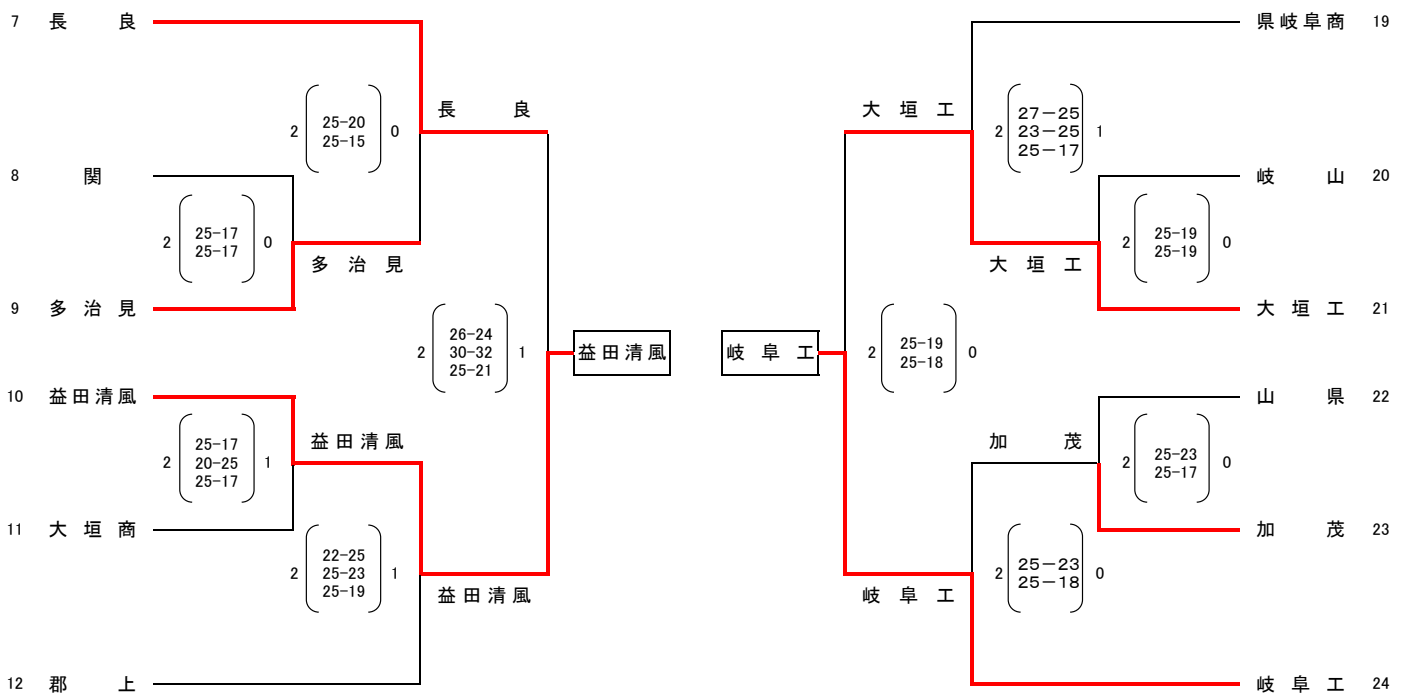 7 長 良
2 25-20 0
25-15
長 良
8 関
2 25-17 0
25-17
多 治 見
9 多 治 見
2 26-24 1
30-32
25-21
益田清風
10 益田清風
2 25-17 1
20-25
25-17
益田清風
11 大 垣 商
2 22-25 1
25-23
25-19
益田清風
12 郡 上
県岐阜商 19
大 垣 工
2 27－25 1
23－25
25－17
岐 山 20
2 25-19 0
25-19
大 垣 工
大 垣 工 21
岐 阜 工
2 25-19 0
25-18
山 県 22
2 25-23 0
25-17
加 茂
加 茂 23
2 25－23 0
25－18
岐 阜 工
岐 阜 工 24